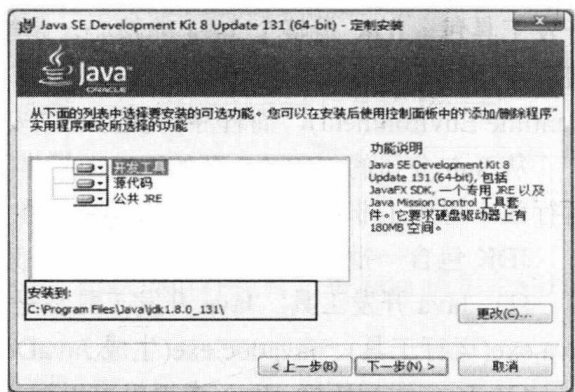 Java SE Development Kit 8 Update 131 (64-bit) - 定制安装
Java
ORACLE
从下面的列表中选择要安装的可选功能。您可以在安装后使用控制面板中的“添加/删除程序”
实用程序更改所选择的功能
开发工具
源代码
公共 JRE
功能说明
Java SE Development Kit 8
Update 131 (64-bit), 包括
JavaFX SDK, 一个专用 JRE 以及
Java Mission Control 工具套
件。它要求硬盘驱动器上有
180MB 空间。
安装到:
C:\Program Files\Java\jdk1.8.0_131\
更改(C)...
<上一步(B)
下一步(N) >
取消